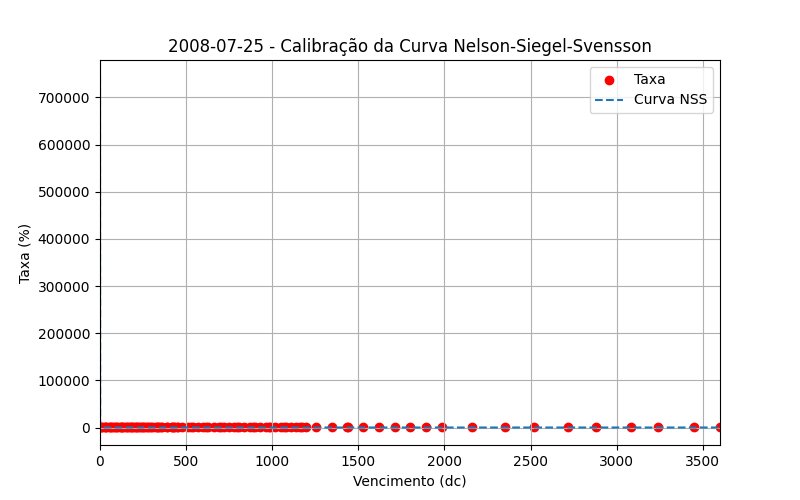 2008-07-25 - Calibração da Curva Nelson-Siegel-Svensson
Taxa
Curva NSS
Taxa (%)
700000
600000
500000
400000
300000
200000
100000
0
0 500 1000 1500 2000 2500 3000 3500
Vencimento (dc)